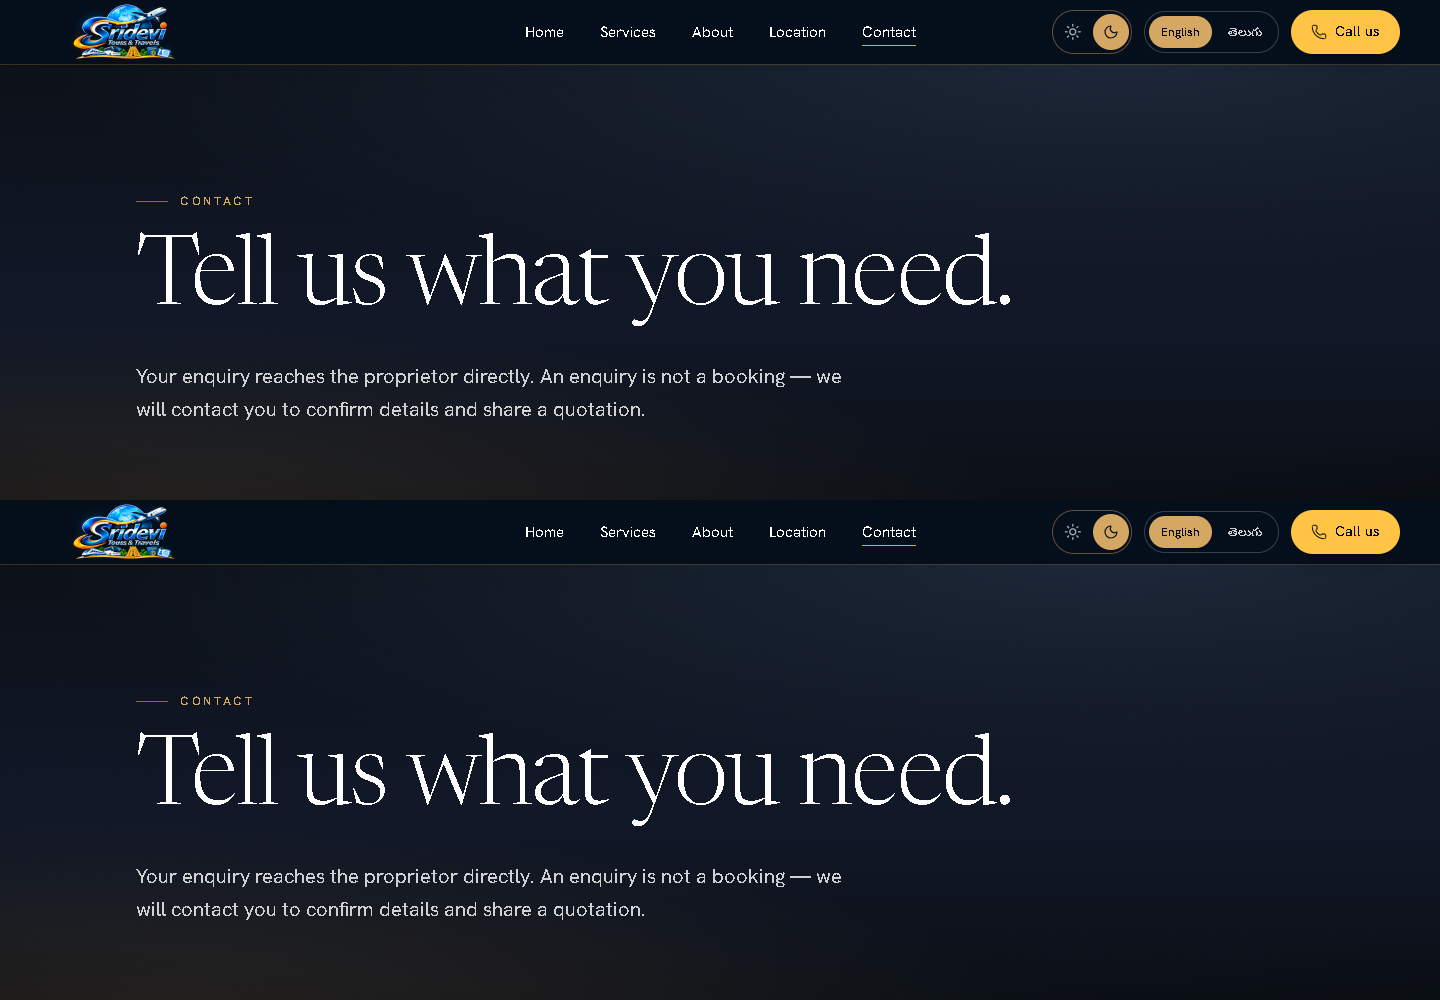 Sridevi
Tours & Travels
Home Services About Location Contact English తెలుగు Call us
CONTACT
Tell us what you need.
Your enquiry reaches the proprietor directly. An enquiry is not a booking — we
will contact you to confirm details and share a quotation.
Sridevi
Tours & Travels
Home Services About Location Contact English తెలుగు Call us
CONTACT
Tell us what you need.
Your enquiry reaches the proprietor directly. An enquiry is not a booking — we
will contact you to confirm details and share a quotation.